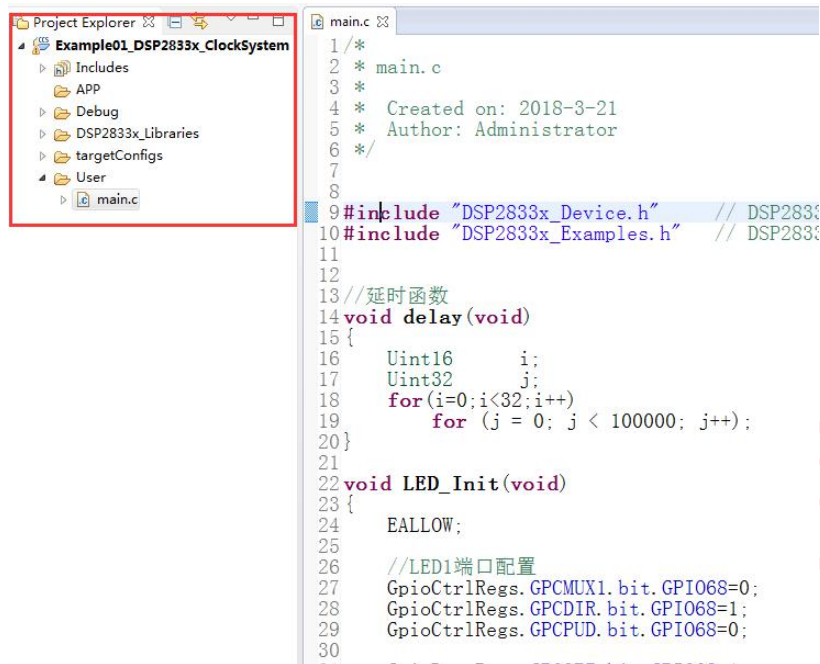 Project Explorer
Example01_DSP2833x_ClockSystem
Includes
APP
Debug
DSP2833x_Libraries
targetConfigs
User
main.c
main.c
1 /*
2 * main.c
3 *
4 * Created on: 2018-3-21
5 * Author: Administrator
6 */
7
8
9 #include "DSP2833x_Device.h" // DSP2833
10 #include "DSP2833x_Examples.h" // DSP2833
11
12
13 //延时函数
14 void delay(void)
15 {
16 Uint16 i;
17 Uint32 j;
18 for(i=0;i<32;i++)
19 for (j = 0; j < 100000; j++);
20 }
21
22 void LED_Init(void)
23 {
24 EALLOW;
25
26 //LED1端口配置
27 GpioCtrlRegs.GPCMUX1.bit.GPIO68=0;
28 GpioCtrlRegs.GPCDIR.bit.GPIO68=1;
29 GpioCtrlRegs.GPCPUD.bit.GPIO68=0;
30